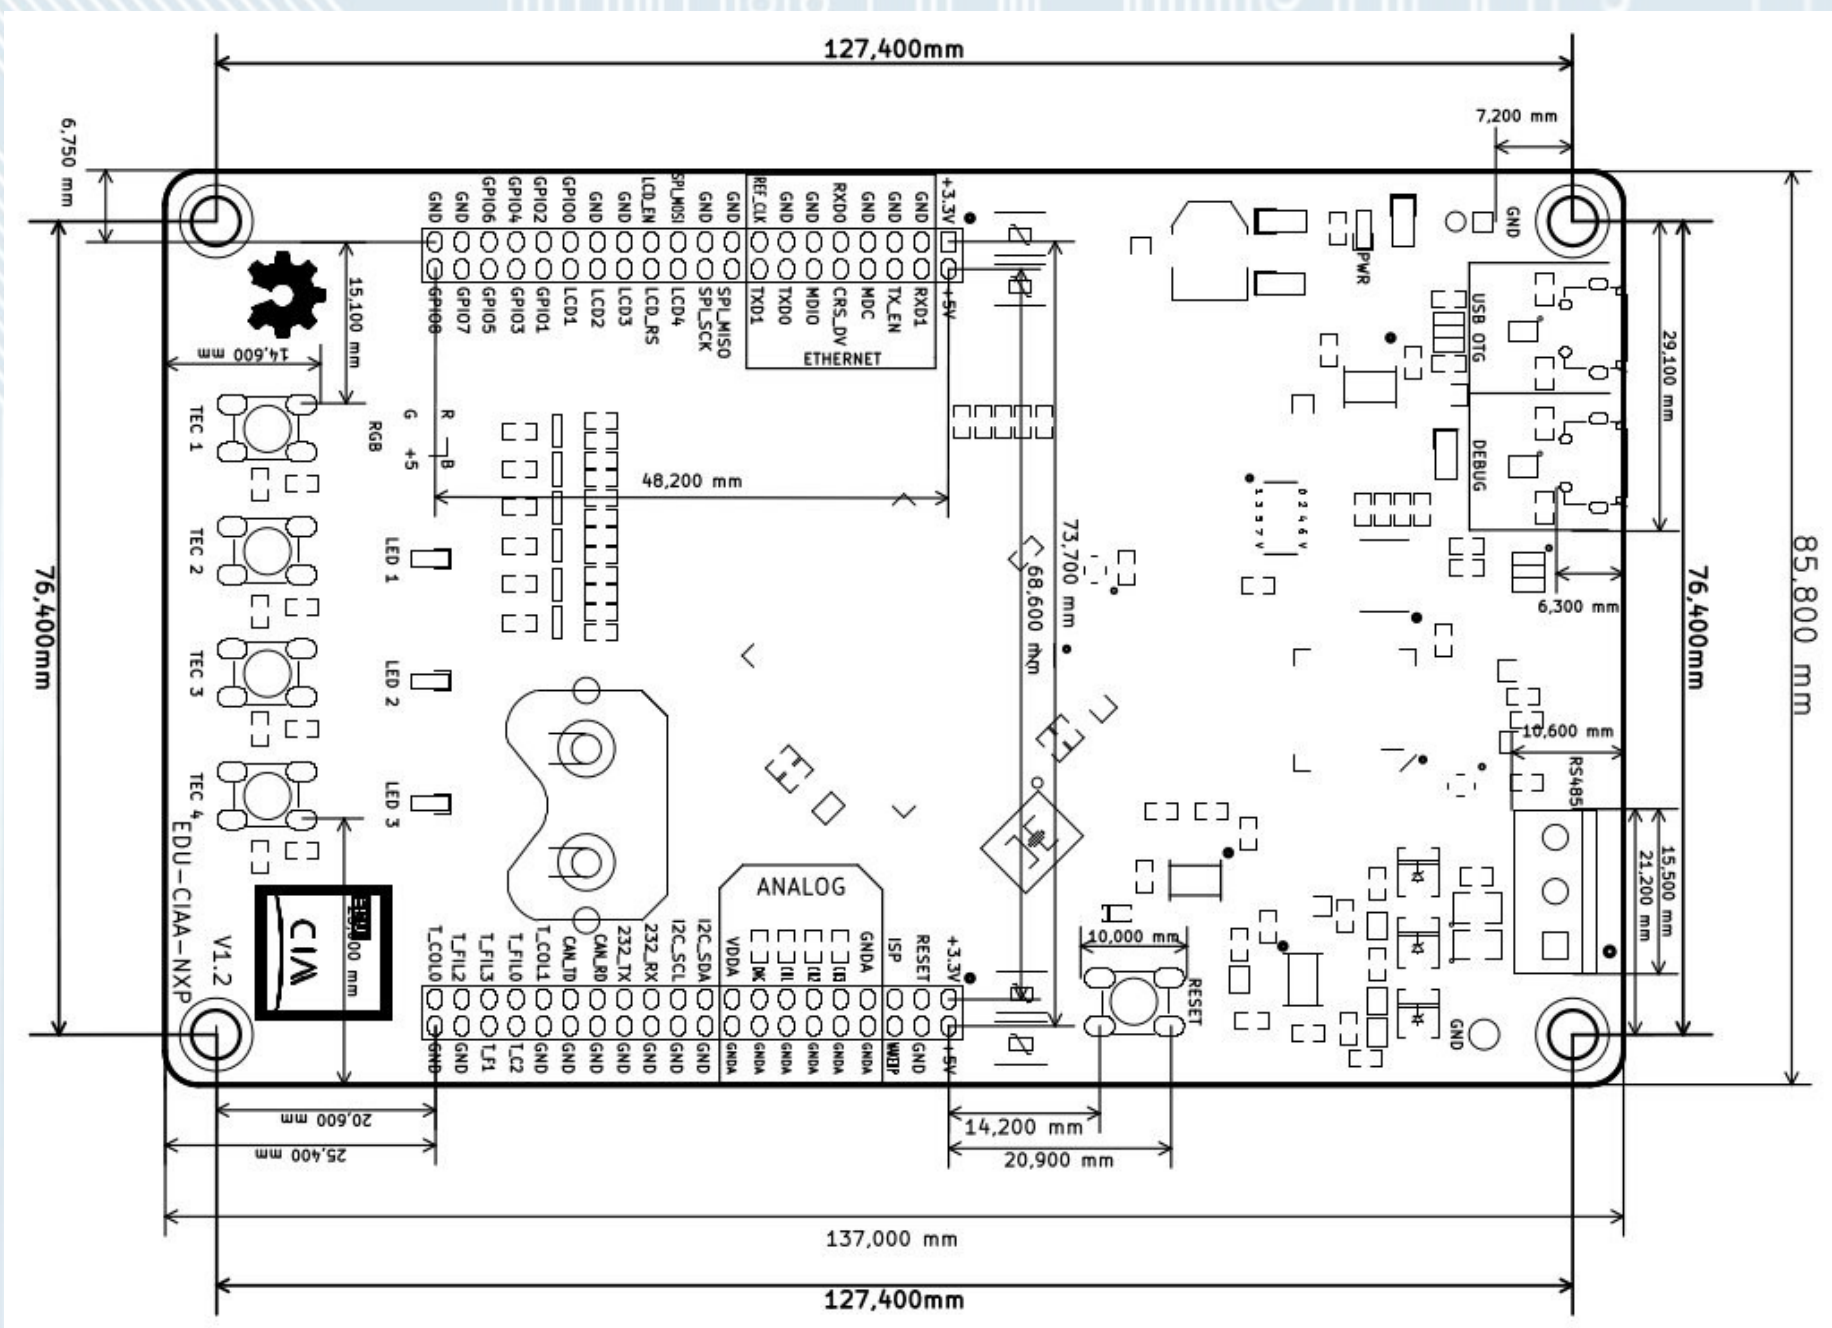 127,400mm
7,200 mm
6,750 mm
GND
GND
GPIO6
GPIO4
GPIO2
GPIO0
GND
GND
LCD_EN
SPI_MOSI
GND
GND
REF_CLK
GND
GND
RXD0
GND
GND
GND
+3.3V
GND
GPIO8
GPIO7
GPIO5
GPIO3
GPIO1
LCD1
LCD2
LCD3
LCD_RS
LCD4
SPI_SCK
SPI_MISO
TXD1
TXD0
MDIO
CRS_DV
MDC
TX_EN
RXD1
+5V
ETHERNET
PWR
USB OTG
29,100 mm
15,100 mm
14,600 mm
TEC 1
RGB
G
R
+5
B
48,200 mm
DEBUG
1 3 5 7 V
0 2 4 6 V
TEC 2
LED 1
73,700 mm
68,600 mm
6,300 mm
76,400mm
76,400mm
85,800 mm
TEC 3
LED 2
10,600 mm
RS485
TEC 4
LED 3
15,500 mm
21,200 mm
EDU-CIAA-NXP
V1.2
CIA
ANALOG
10,000 mm
RESET
GND
T_COL0
T_FIL2
T_FIL3
T_FIL0
T_COL1
CAN_TD
CAN_RD
232_TX
232_RX
I2C_SCL
I2C_SDA
VDDA
GNDA
ISP
RESET
+3.3V
GND
GND
T_F1
T_C2
GND
GND
GND
GND
GND
GND
GND
GNDA
GNDA
GNDA
GNDA
GNDA
GNDA
GND
+5V
20,600 mm
25,400 mm
14,200 mm
20,900 mm
137,000 mm
127,400mm